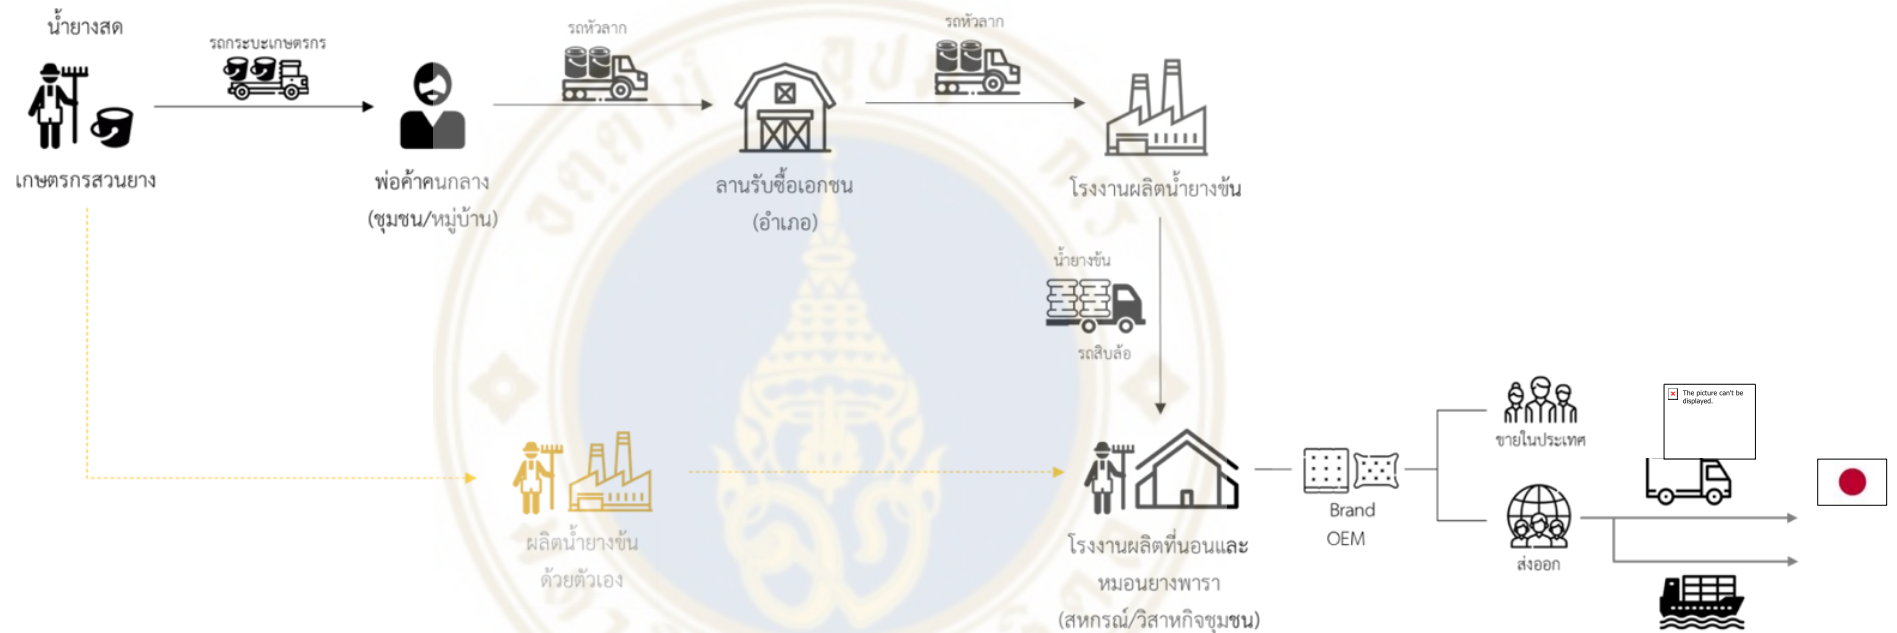 น้ำยางสด
รถกระบะเกษตรกร
รถหัวลาก
รถหัวลาก
เกษตรกรสวนยาง
พ่อค้าคนกลาง
(ชุมชน/หมู่บ้าน)
ลานรับซื้อเอกชน
(อำเภอ)
โรงงานผลิตน้ำยางข้น
น้ำยางข้น
รถสิบล้อ
ผลิตน้ำยางข้น
ด้วยตัวเอง
โรงงานผลิตที่นอนและ
หมอนยางพารา
(สหกรณ์/วิสาหกิจชุมชน)
Brand
OEM
ขายในประเทศ
ส่งออก
The picture can't be
displayed.